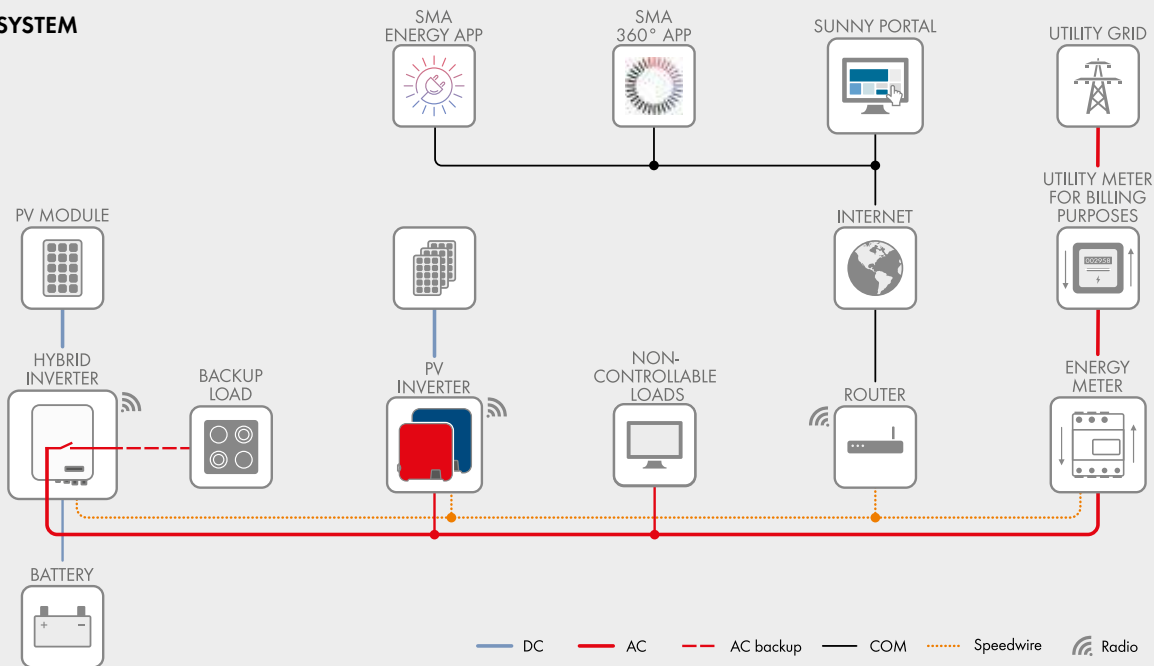 SYSTEM
SMA
ENERGY APP
SMA
360° APP
SUNNY PORTAL
UTILITY GRID
PV MODULE
INTERNET
UTILITY METER
FOR BILLING
PURPOSES
002958
HYBRID
INVERTER
BACKUP
LOAD
PV
INVERTER
NON-
CONTROLLABLE
LOADS
ROUTER
ENERGY
METER
BATTERY
+ −
DC
AC
AC backup
COM
Speedwire
Radio